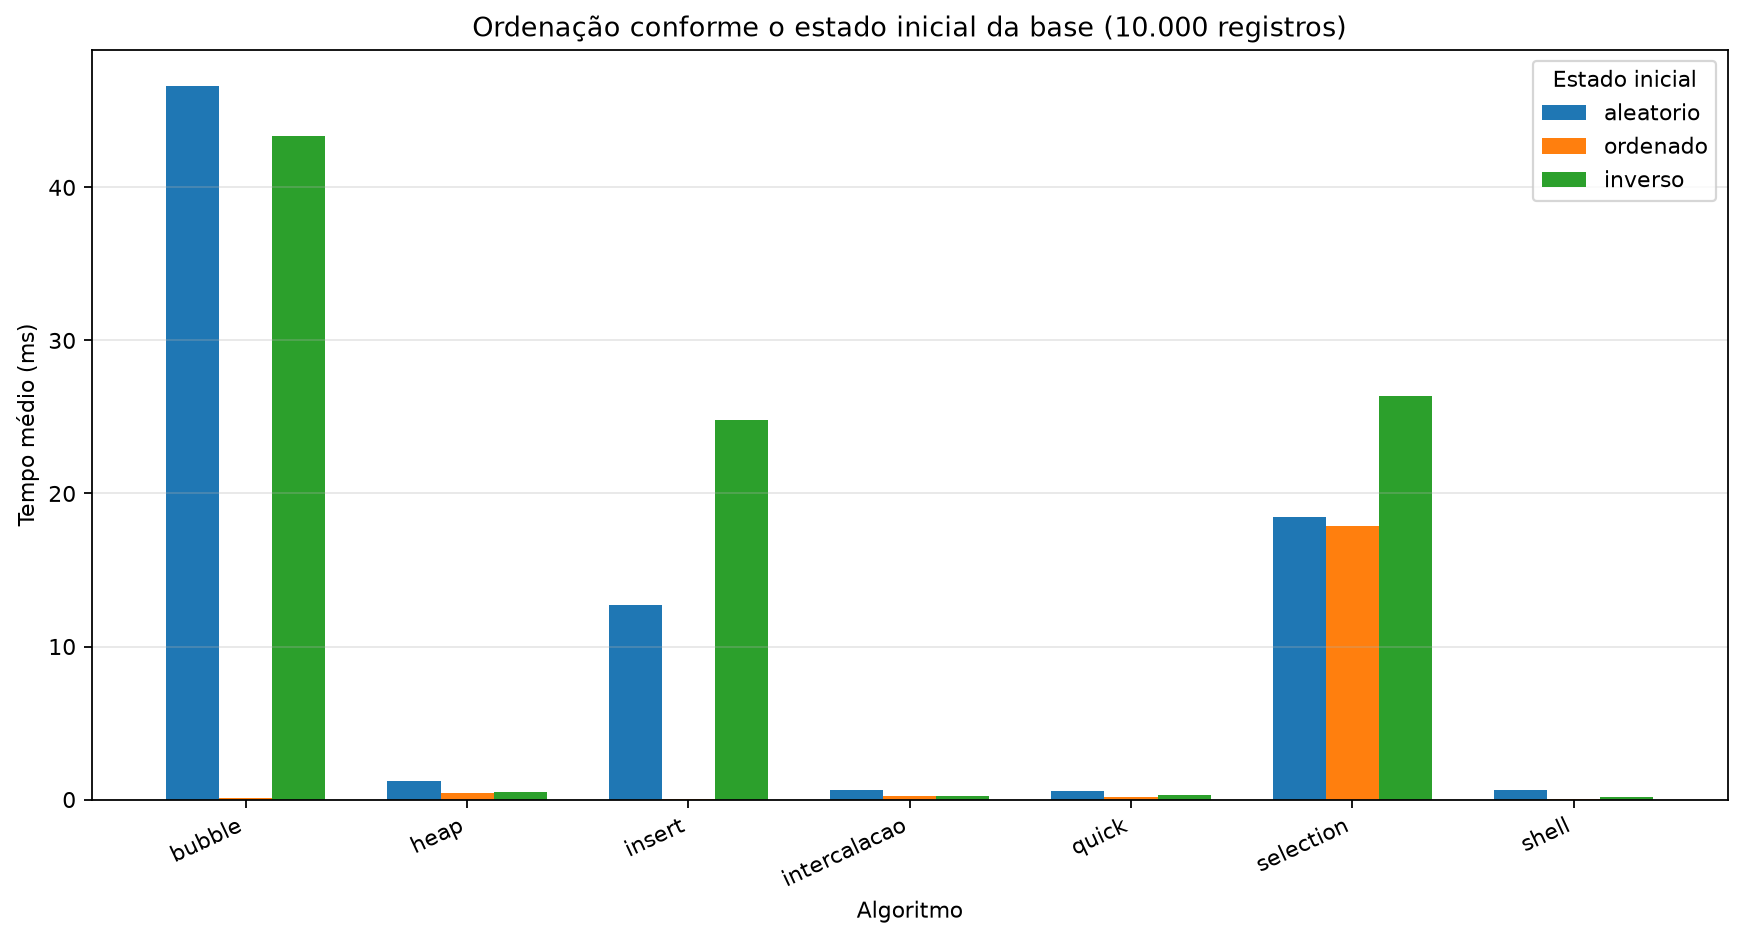 Ordenação conforme o estado inicial da base (10.000 registros)
Estado inicial
aleatorio
ordenado
inverso
Tempo médio (ms)
40
30
20
10
0
bubble
heap
insert
intercalacao
quick
selection
shell
Algoritmo